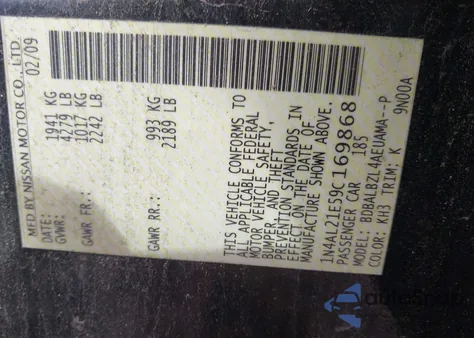 MFD BY NISSAN MOTOR CO., LTD.
DATE: 02/09
GVWR: 1941 KG
4279 LB
GAWR FR.: 1017 KG
2242 LB
GAWR RR.: 993 KG
2189 LB
THIS VEHICLE CONFORMS TO
ALL APPLICABLE FEDERAL
MOTOR VEHICLE SAFETY,
BUMPER, AND THEFT
PREVENTION STANDARDS IN
EFFECT ON THE DATE OF
MANUFACTURE SHOWN ABOVE.
1N4AL21E59C169868
PASSENGER CAR 185
MODEL: BDBALBZL4AEUAMA--P
COLOR: KH3 TRIM: K 9N00A